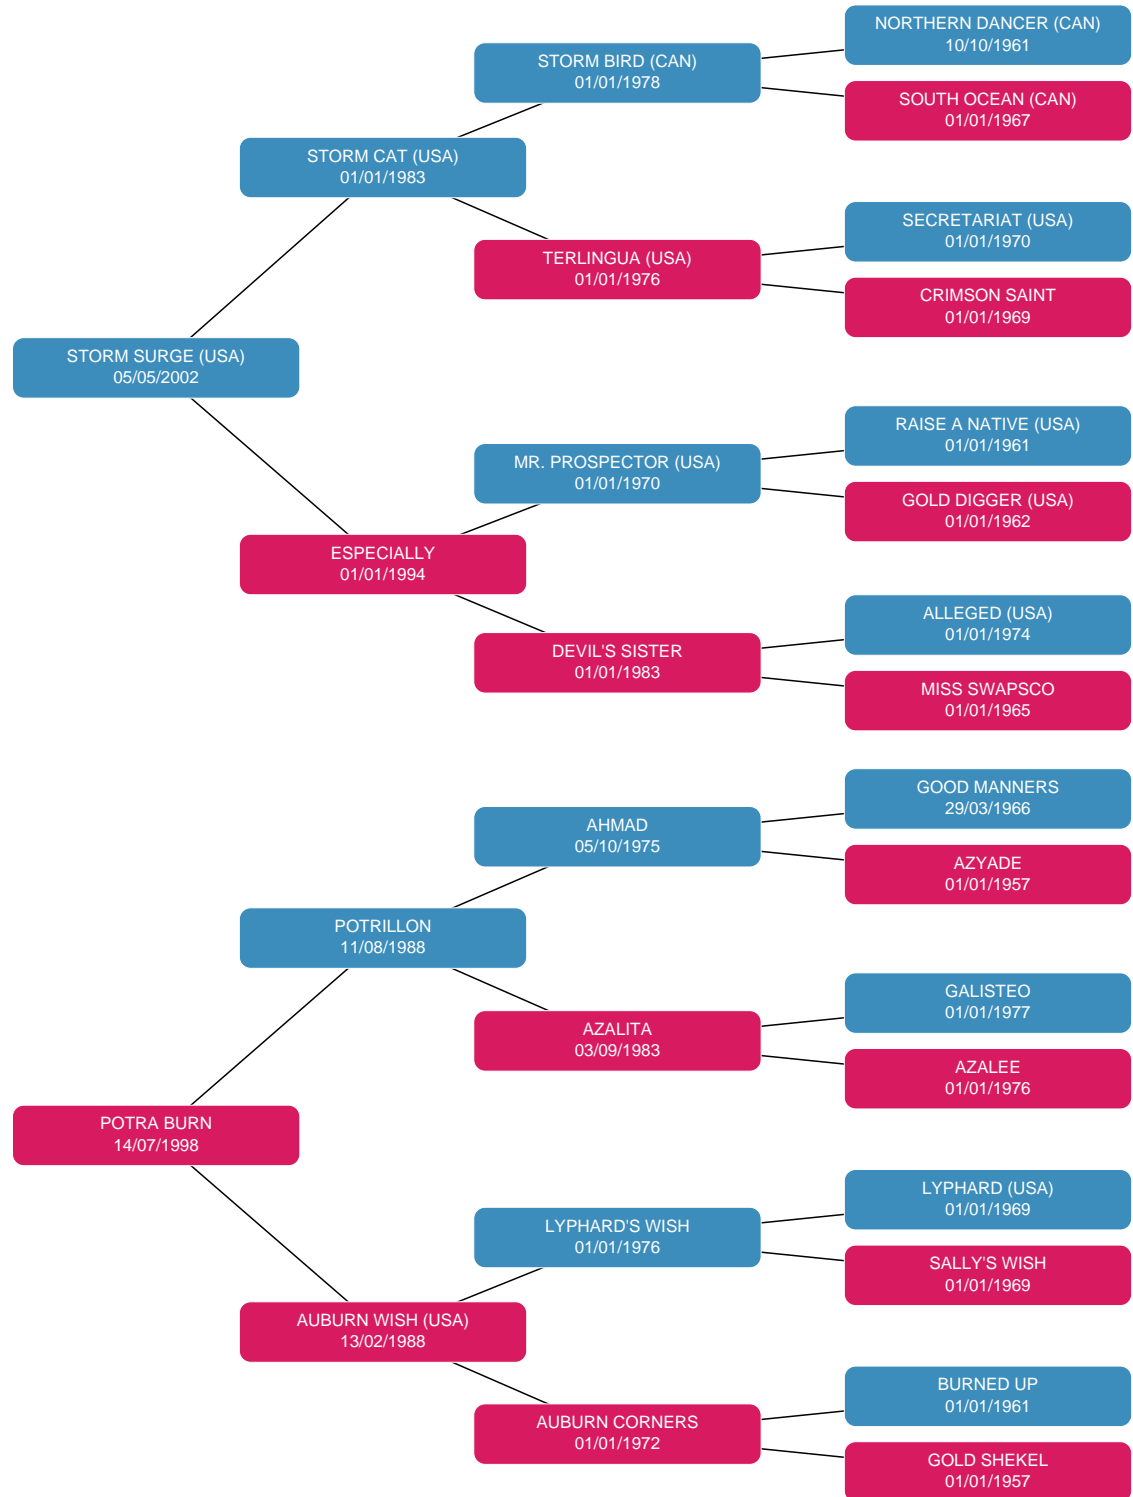 NORTHERN DANCER (CAN)
10/10/1961
STORM BIRD (CAN)
01/01/1978
SOUTH OCEAN (CAN)
01/01/1967
STORM CAT (USA)
01/01/1983
SECRETARIAT (USA)
01/01/1970
TERLINGUA (USA)
01/01/1976
CRIMSON SAINT
01/01/1969
STORM SURGE (USA)
05/05/2002
RAISE A NATIVE (USA)
01/01/1961
MR. PROSPECTOR (USA)
01/01/1970
GOLD DIGGER (USA)
01/01/1962
ESPECIALLY
01/01/1994
ALLEGED (USA)
01/01/1974
DEVIL'S SISTER
01/01/1983
MISS SWAPSCO
01/01/1965
GOOD MANNERS
29/03/1966
AHMAD
05/10/1975
AZYADE
01/01/1957
POTRILLON
11/08/1988
GALISTEO
01/01/1977
AZALITA
03/09/1983
AZALEE
01/01/1976
POTRA BURN
14/07/1998
LYPHARD (USA)
01/01/1969
LYPHARD'S WISH
01/01/1976
SALLY'S WISH
01/01/1969
AUBURN WISH (USA)
13/02/1988
BURNED UP
01/01/1961
AUBURN CORNERS
01/01/1972
GOLD SHEKEL
01/01/1957